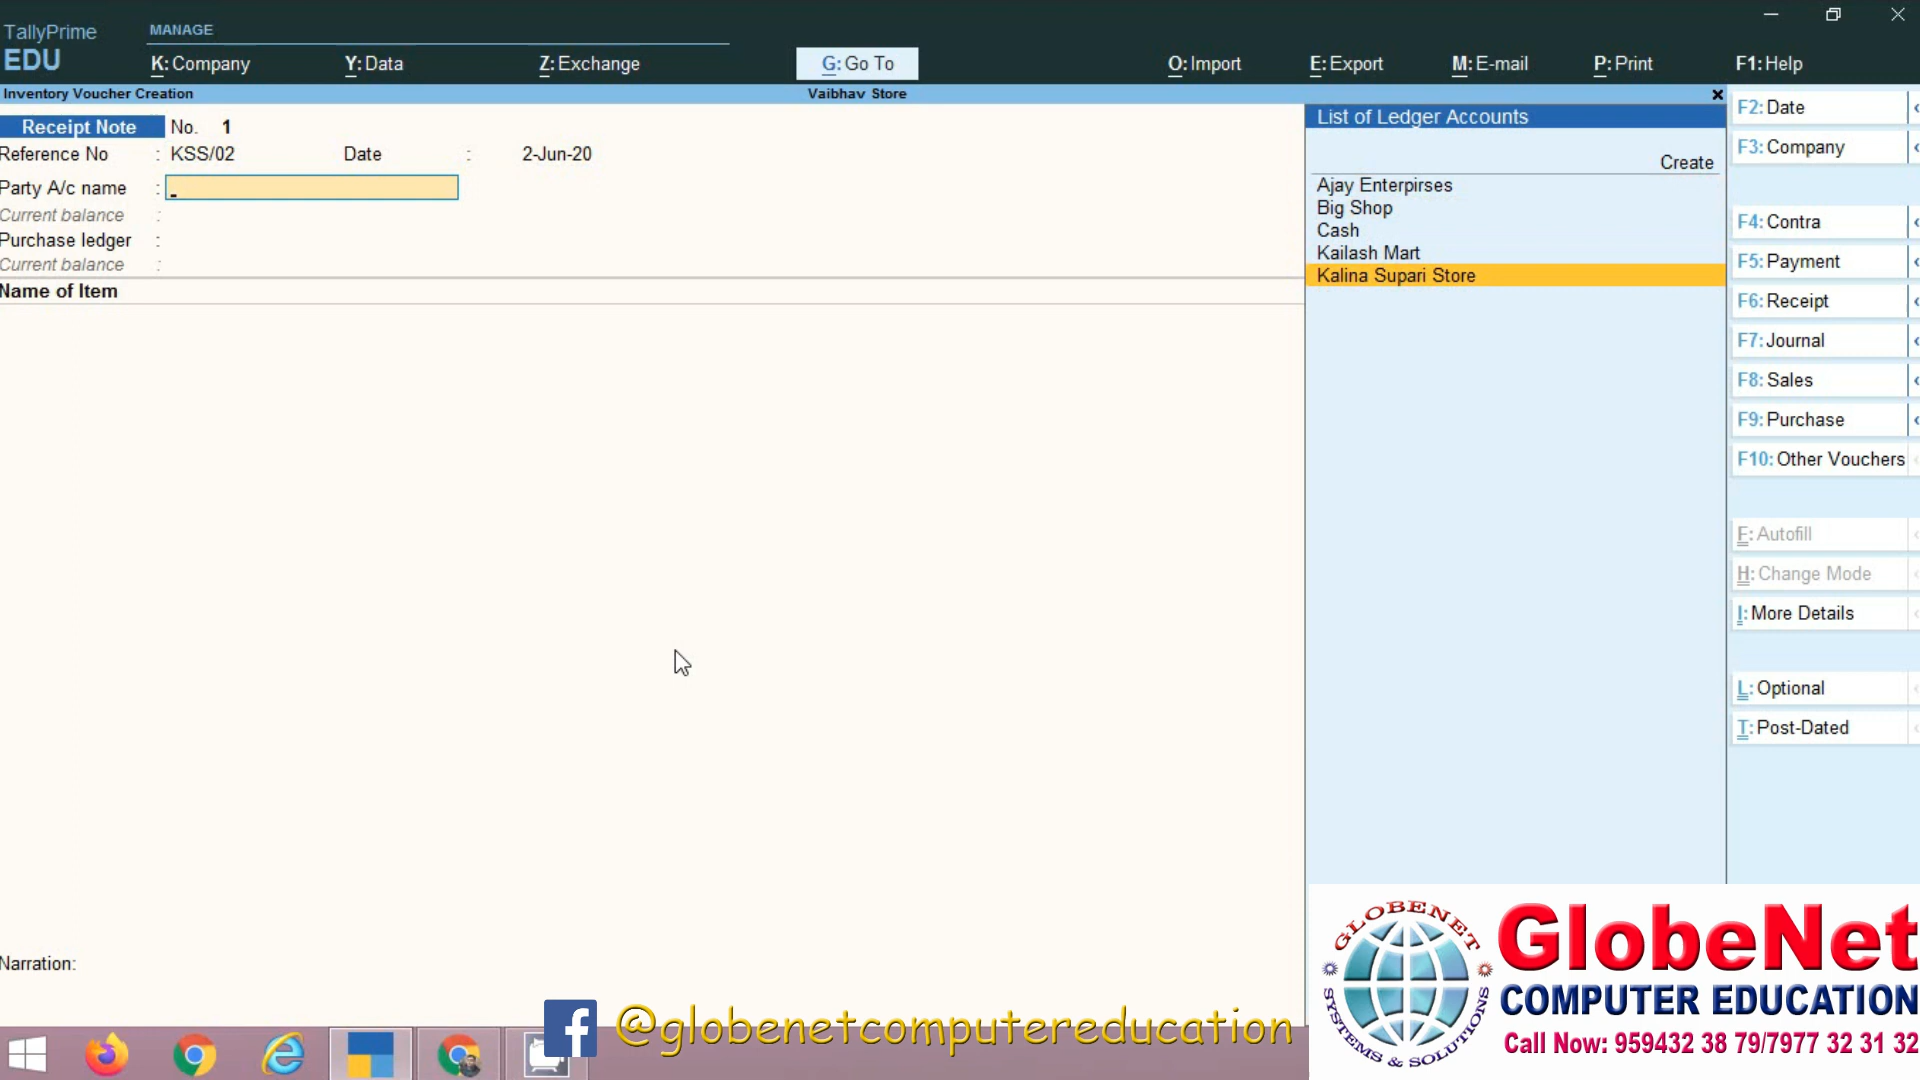 TallyPrime
EDU
MANAGE
K: Company
Y: Data
Z: Exchange
G: Go To
O: Import
E: Export
M: E-mail
P: Print
F1: Help
Inventory Voucher Creation
Vaibhav Store
Receipt Note No. 1
Reference No : KSS/02 Date : 2-Jun-20
Party A/c name :
Current balance :
Purchase ledger :
Current balance :
Name of Item
Narration:
List of Ledger Accounts
Create
Ajay Enterpirses
Big Shop
Cash
Kailash Mart
Kalina Supari Store
F2: Date
F3: Company
F4: Contra
F5: Payment
F6: Receipt
F7: Journal
F8: Sales
F9: Purchase
F10: Other Vouchers
F: Autofill
H: Change Mode
I: More Details
L: Optional
T: Post-Dated
@globenetcomputereducation
GLOBENET
SYSTEMS & SOLUTIONS
GlobeNet
COMPUTER EDUCATION
Call Now: 959432 38 79/7977 32 31 32